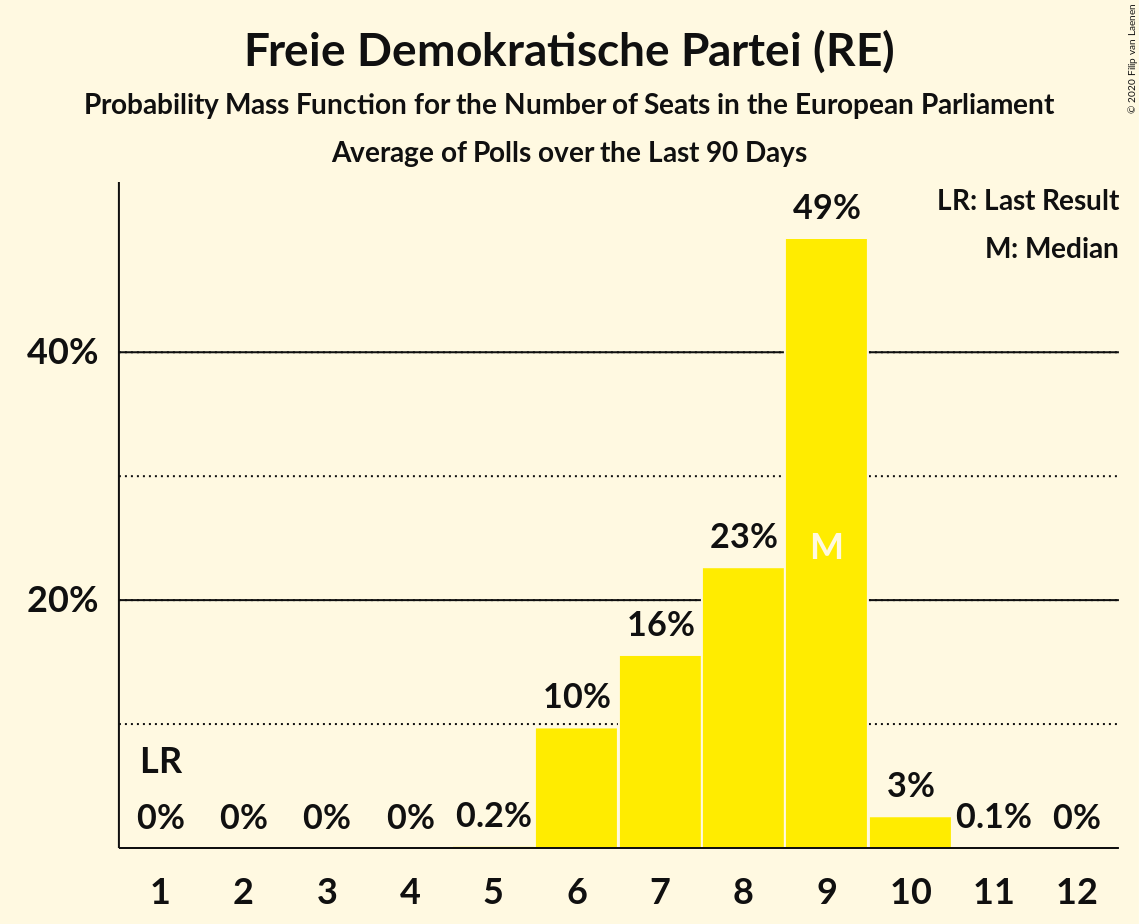 Freie Demokratische Partei (RE)
Probability Mass Function for the Number of Seats in the European Parliament
Average of Polls over the Last 90 Days
© 2020 Filip van Laenen
LR: Last Result
M: Median
49%
40%
23%
M
20%
16%
10%
LR
3%
0% 0% 0% 0% 0.2% 0.1% 0%
1 2 3 4 5 6 7 8 9 10 11 12